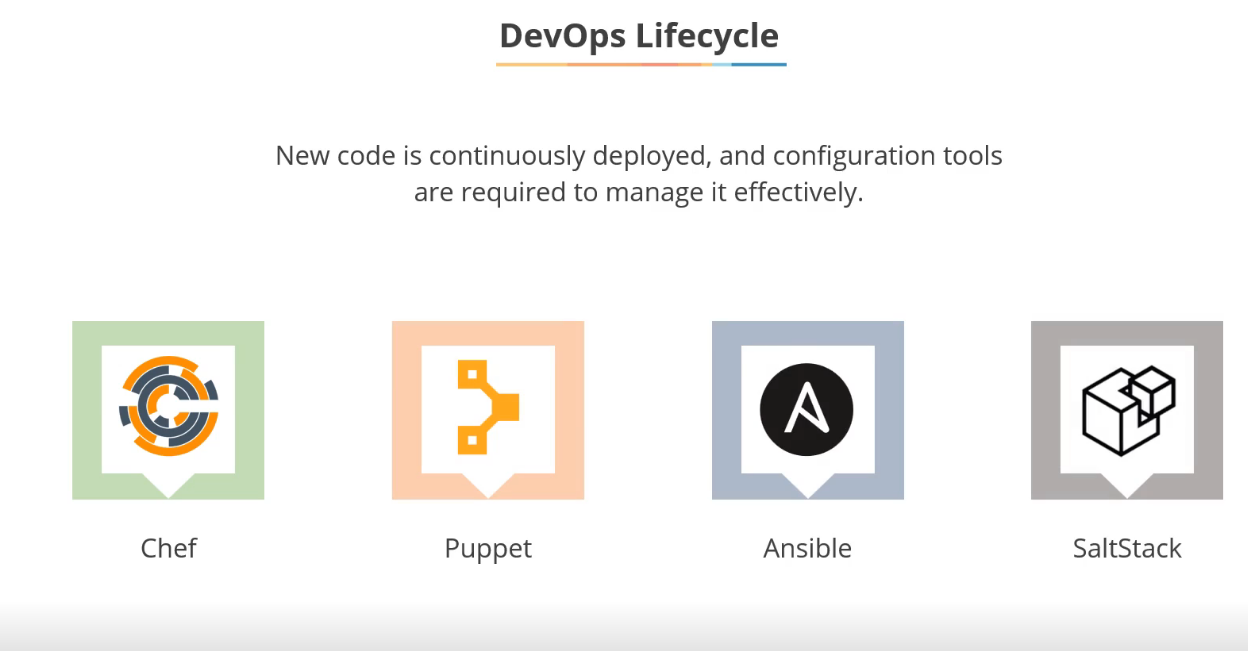 DevOps Lifecycle
New code is continuously deployed, and configuration tools
are required to manage it effectively.
Chef
Puppet
Ansible
SaltStack